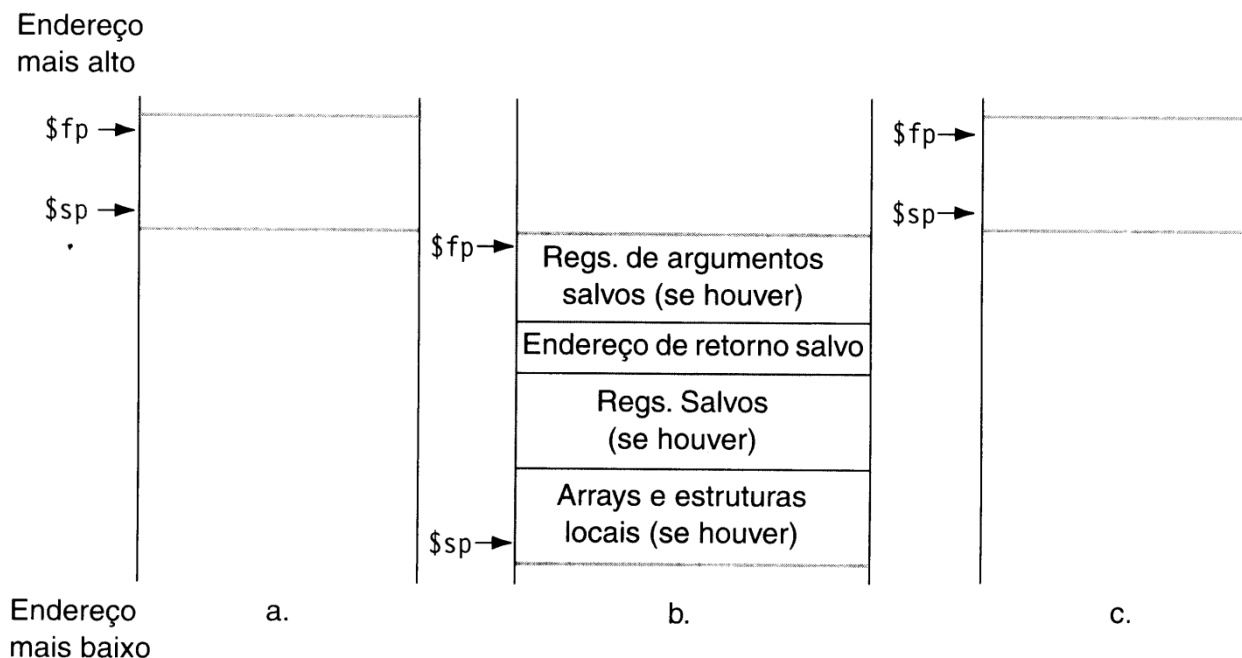 Endereço
mais alto
$fp
$sp
$fp
Regs. de argumentos
salvos (se houver)
Endereço de retorno salvo
Regs. Salvos
(se houver)
Arrays e estruturas
locais (se houver)
$sp
$fp
$sp
Endereço
mais baixo
a.
b.
c.